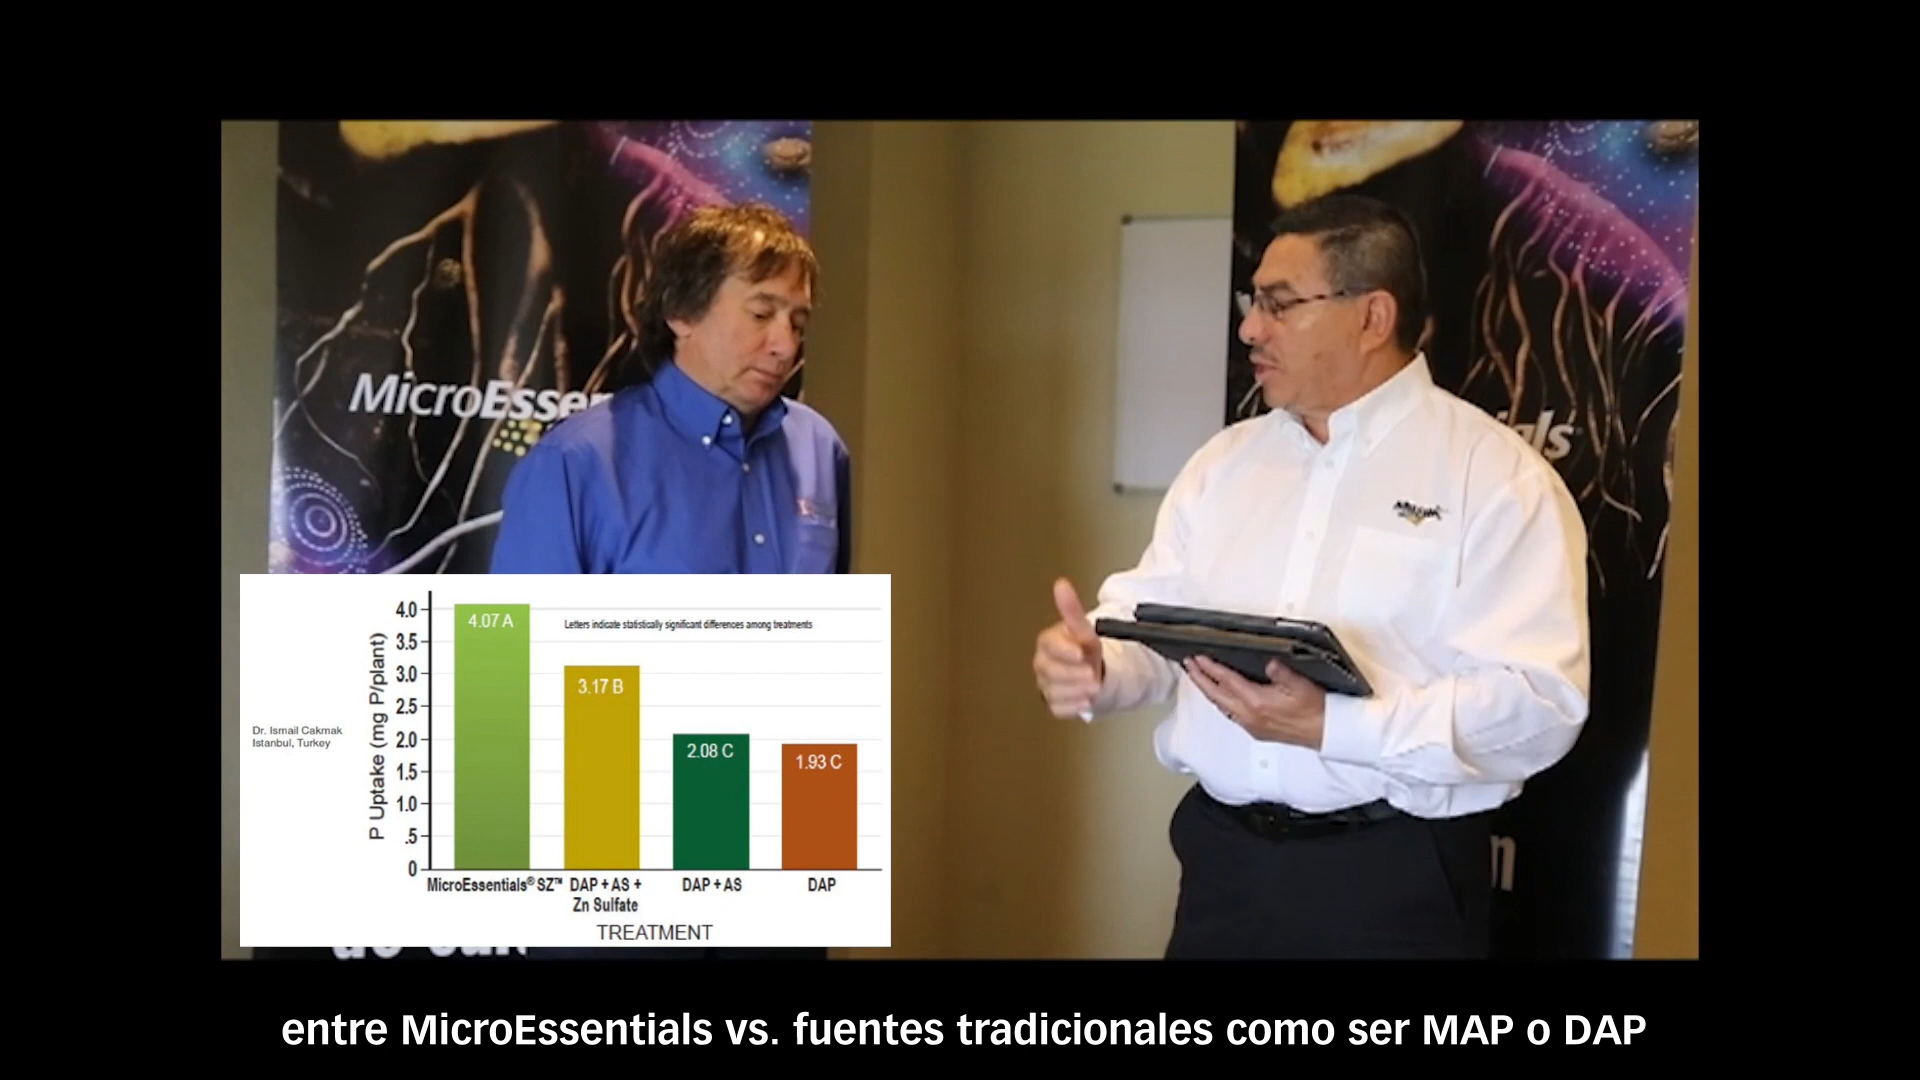 MicroEssen
als
4.0
3.5
3.0
2.5
2.0
1.5
1.0
.5
0
P Uptake (mg P/plant)
4.07 A
3.17 B
2.08 C
1.93 C
Letters indicate statistically significant differences among treatments
Dr. Ismail Cakmak
Istanbul, Turkey
MicroEssentials® SZ™ DAP + AS + DAP + AS DAP
Zn Sulfate
TREATMENT
n
entre MicroEssentials vs. fuentes tradicionales como ser MAP o DAP